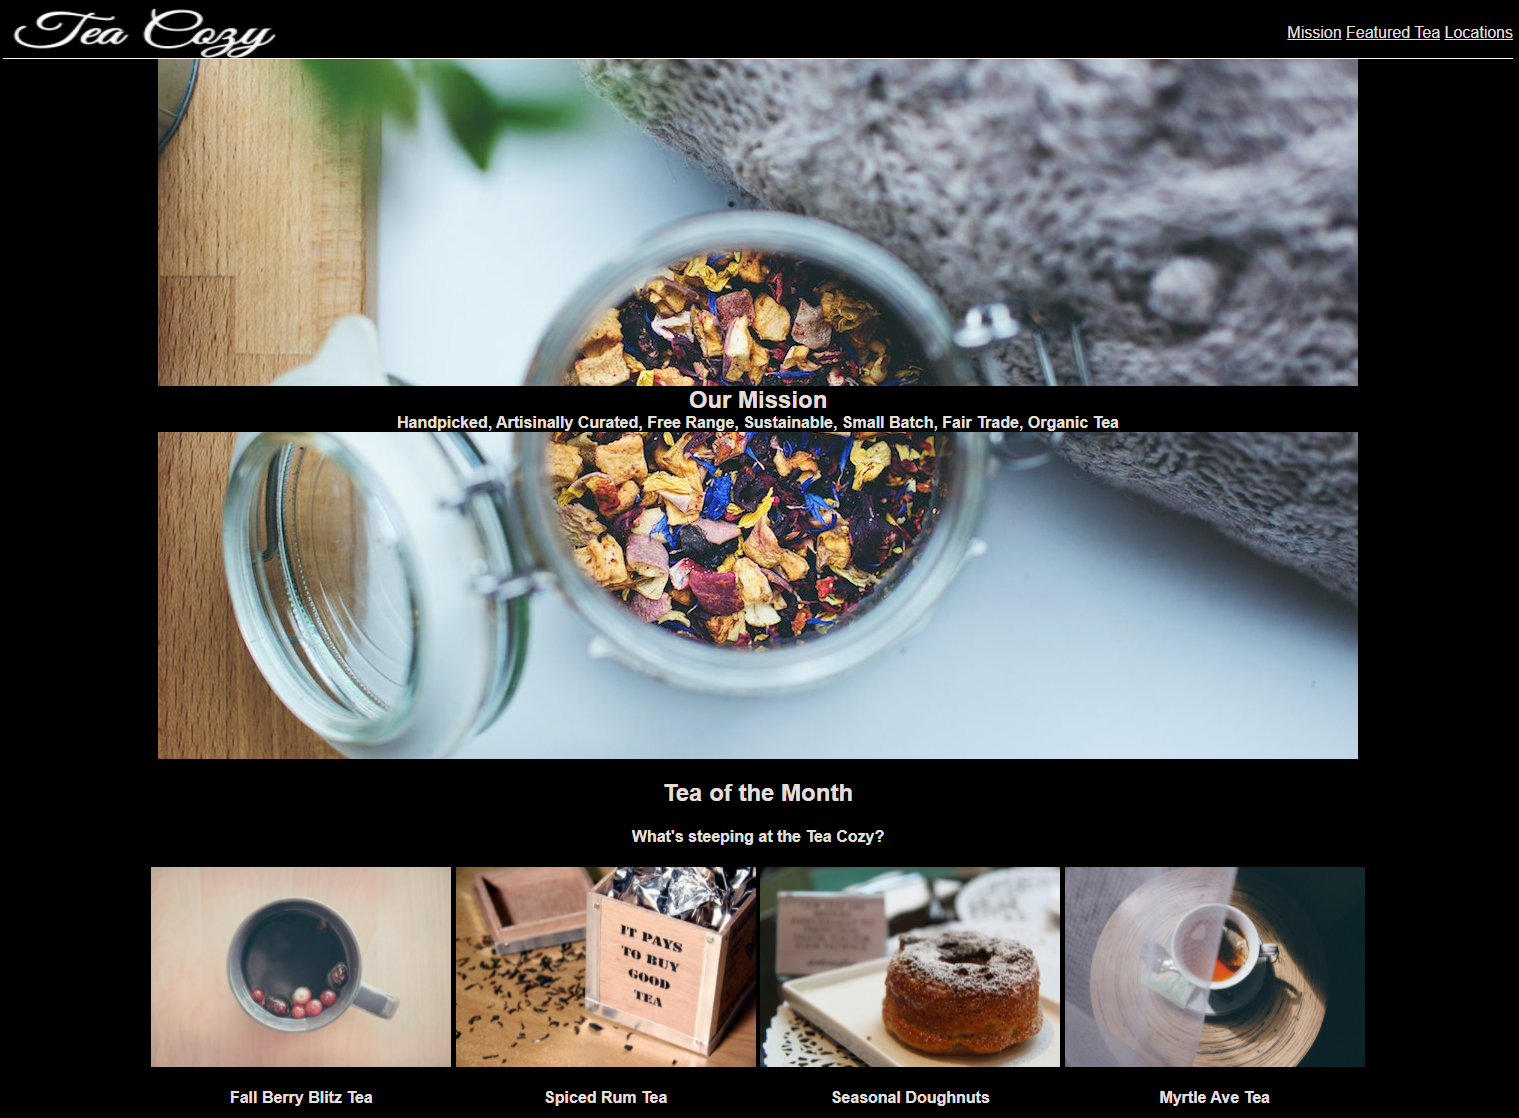 Tea Cozy
Mission Featured Tea Locations
Our Mission
Handpicked, Artisinally Curated, Free Range, Sustainable, Small Batch, Fair Trade, Organic Tea
Tea of the Month
What's steeping at the Tea Cozy?
IT PAYS
TO BUY
GOOD
TEA
Fall Berry Blitz Tea
Spiced Rum Tea
Seasonal Doughnuts
Myrtle Ave Tea